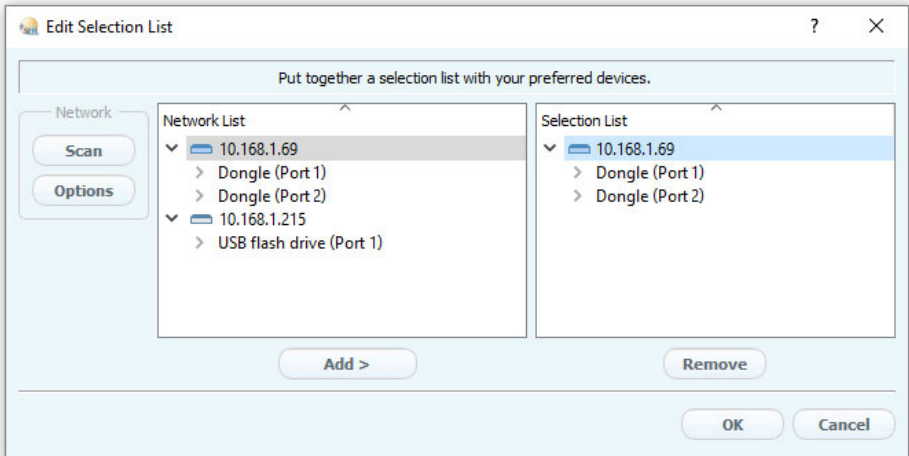 Edit Selection List
?
Put together a selection list with your preferred devices.
Network
Scan
Options
Network List
10.168.1.69
Dongle (Port 1)
Dongle (Port 2)
10.168.1.215
USB flash drive (Port 1)
Add >
Selection List
10.168.1.69
Dongle (Port 1)
Dongle (Port 2)
Remove
OK
Cancel